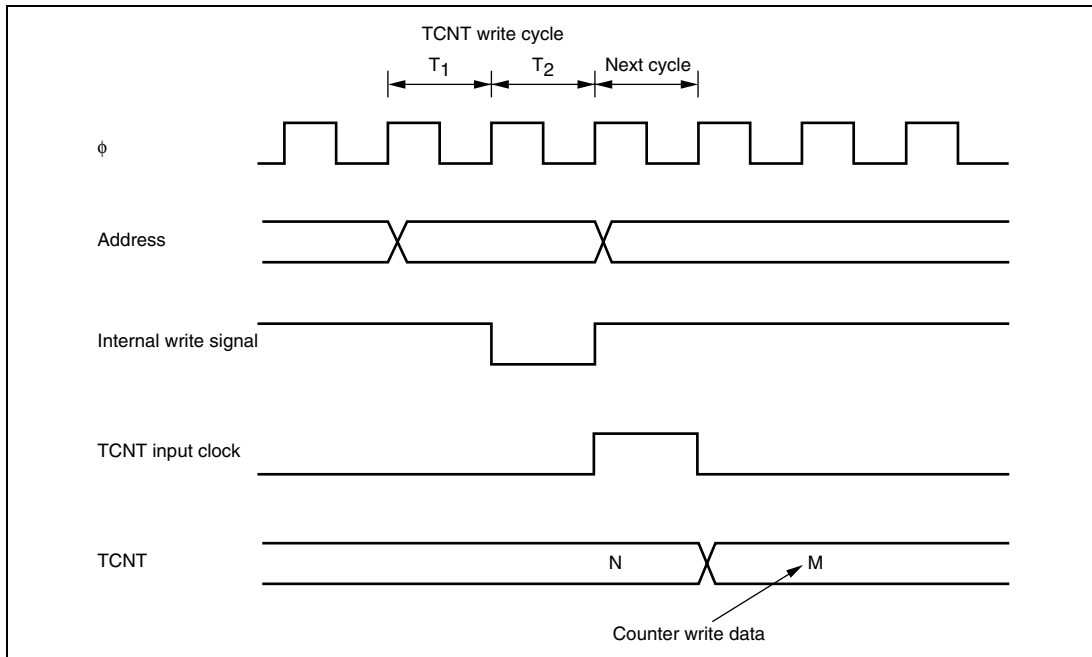 TCNT write cycle
T1 T2 Next cycle
ϕ
Address
Internal write signal
TCNT input clock
TCNT N M
Counter write data